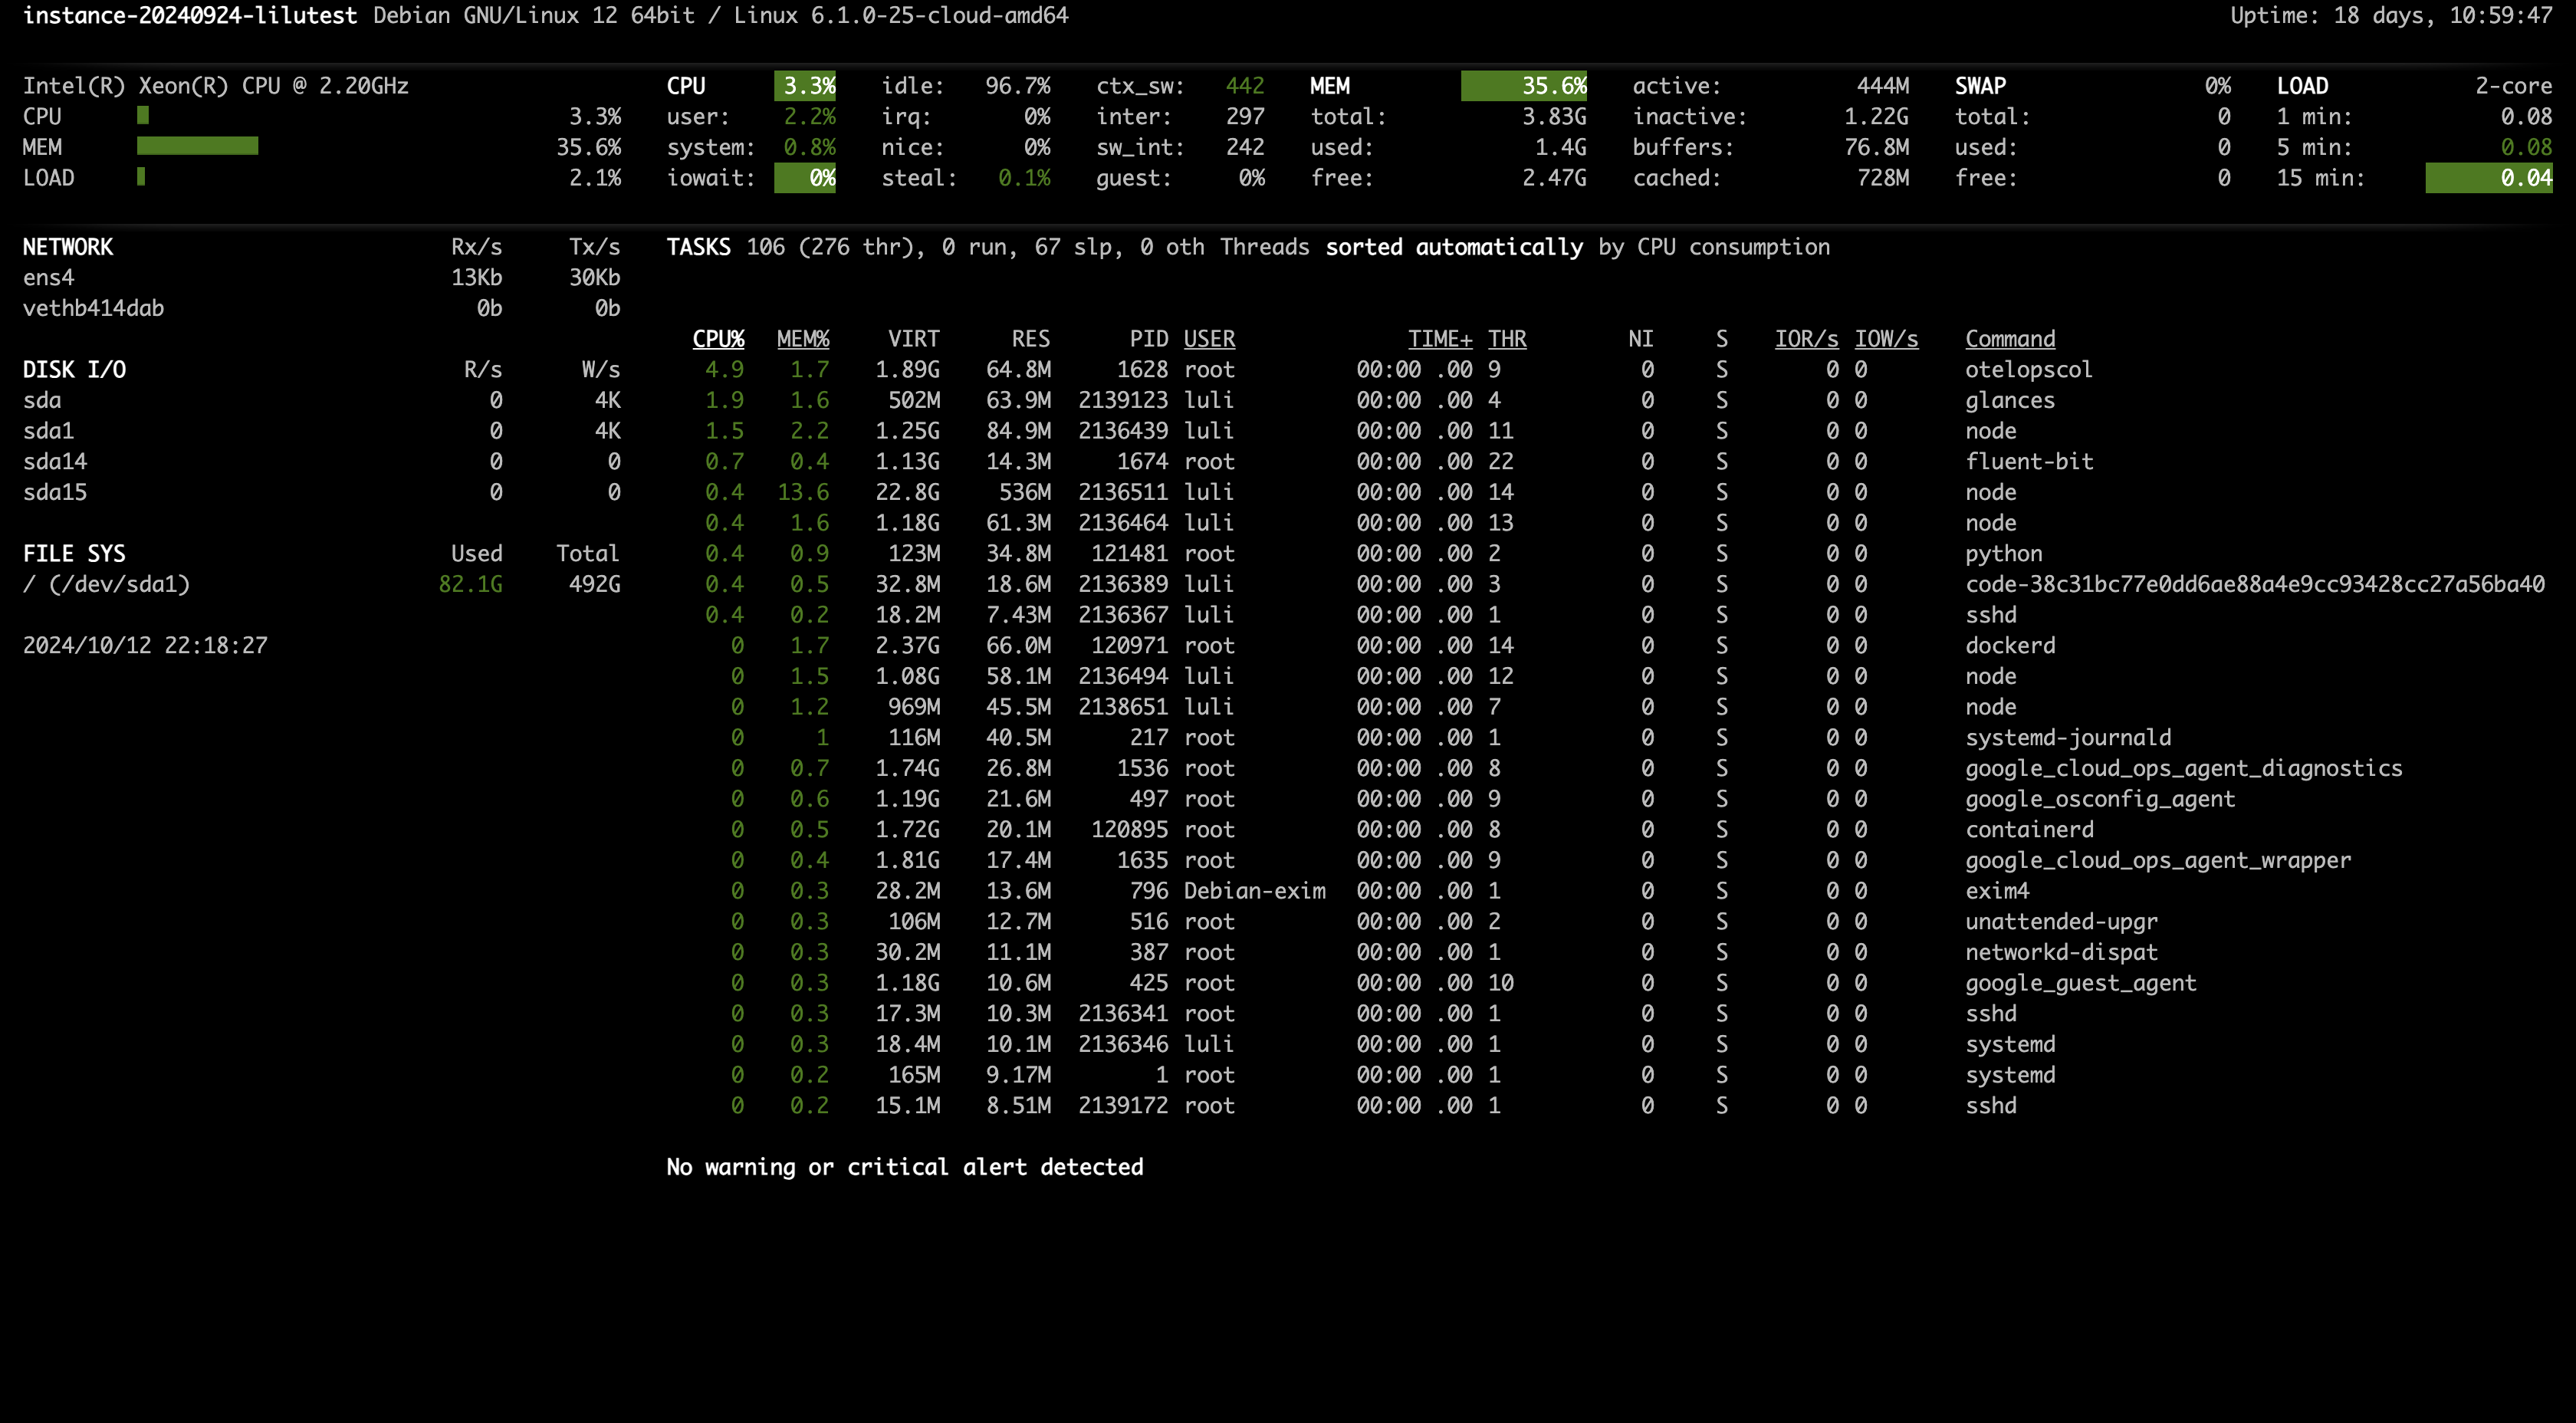 instance-20240924-lilutest Debian GNU/Linux 12 64bit / Linux 6.1.0-25-cloud-amd64 Uptime: 18 days, 10:59:47
Intel(R) Xeon(R) CPU @ 2.20GHz CPU 3.3% idle: 96.7% ctx_sw: 442 MEM 35.6% active: 444M SWAP 0% LOAD 2-core
CPU 3.3% user: 2.2% irq: 0% inter: 297 total: 3.83G inactive: 1.22G total: 0 1 min: 0.08
MEM 35.6% system: 0.8% nice: 0% sw_int: 242 used: 1.4G buffers: 76.8M used: 0 5 min: 0.08
LOAD 2.1% iowait: 0% steal: 0.1% guest: 0% free: 2.47G cached: 728M free: 0 15 min: 0.04
NETWORK Rx/s Tx/s TASKS 106 (276 thr), 0 run, 67 slp, 0 oth Threads sorted automatically by CPU consumption
ens4 13Kb 30Kb
vethb414dab 0b 0b
CPU% MEM% VIRT RES PID USER TIME+ THR NI S IOR/s IOW/s Command
DISK I/O R/s W/s 4.9 1.7 1.89G 64.8M 1628 root 00:00 .00 9 0 S 0 0 otelopscol
sda 0 4K 1.9 1.6 502M 63.9M 2139123 luli 00:00 .00 4 0 S 0 0 glances
sda1 0 4K 1.5 2.2 1.25G 84.9M 2136439 luli 00:00 .00 11 0 S 0 0 node
sda14 0 0 0.7 0.4 1.13G 14.3M 1674 root 00:00 .00 22 0 S 0 0 fluent-bit
sda15 0 0 0.4 13.6 22.8G 536M 2136511 luli 00:00 .00 14 0 S 0 0 node
0.4 1.6 1.18G 61.3M 2136464 luli 00:00 .00 13 0 S 0 0 node
FILE SYS Used Total 0.4 0.9 123M 34.8M 121481 root 00:00 .00 2 0 S 0 0 python
/ (/dev/sda1) 82.1G 492G 0.4 0.5 32.8M 18.6M 2136389 luli 00:00 .00 3 0 S 0 0 code-38c31bc77e0dd6ae88a4e9cc93428cc27a56ba40
0.4 0.2 18.2M 7.43M 2136367 luli 00:00 .00 1 0 S 0 0 sshd
2024/10/12 22:18:27 0 1.7 2.37G 66.0M 120971 root 00:00 .00 14 0 S 0 0 dockerd
0 1.5 1.08G 58.1M 2136494 luli 00:00 .00 12 0 S 0 0 node
0 1.2 969M 45.5M 2138651 luli 00:00 .00 7 0 S 0 0 node
0 1 116M 40.5M 217 root 00:00 .00 1 0 S 0 0 systemd-journald
0 0.7 1.74G 26.8M 1536 root 00:00 .00 8 0 S 0 0 google_cloud_ops_agent_diagnostics
0 0.6 1.19G 21.6M 497 root 00:00 .00 9 0 S 0 0 google_osconfig_agent
0 0.5 1.72G 20.1M 120895 root 00:00 .00 8 0 S 0 0 containerd
0 0.4 1.81G 17.4M 1635 root 00:00 .00 9 0 S 0 0 google_cloud_ops_agent_wrapper
0 0.3 28.2M 13.6M 796 Debian-exim 00:00 .00 1 0 S 0 0 exim4
0 0.3 106M 12.7M 516 root 00:00 .00 2 0 S 0 0 unattended-upgr
0 0.3 30.2M 11.1M 387 root 00:00 .00 1 0 S 0 0 networkd-dispat
0 0.3 1.18G 10.6M 425 root 00:00 .00 10 0 S 0 0 google_guest_agent
0 0.3 17.3M 10.3M 2136341 root 00:00 .00 1 0 S 0 0 sshd
0 0.3 18.4M 10.1M 2136346 luli 00:00 .00 1 0 S 0 0 systemd
0 0.2 165M 9.17M 1 root 00:00 .00 1 0 S 0 0 systemd
0 0.2 15.1M 8.51M 2139172 root 00:00 .00 1 0 S 0 0 sshd
No warning or critical alert detected